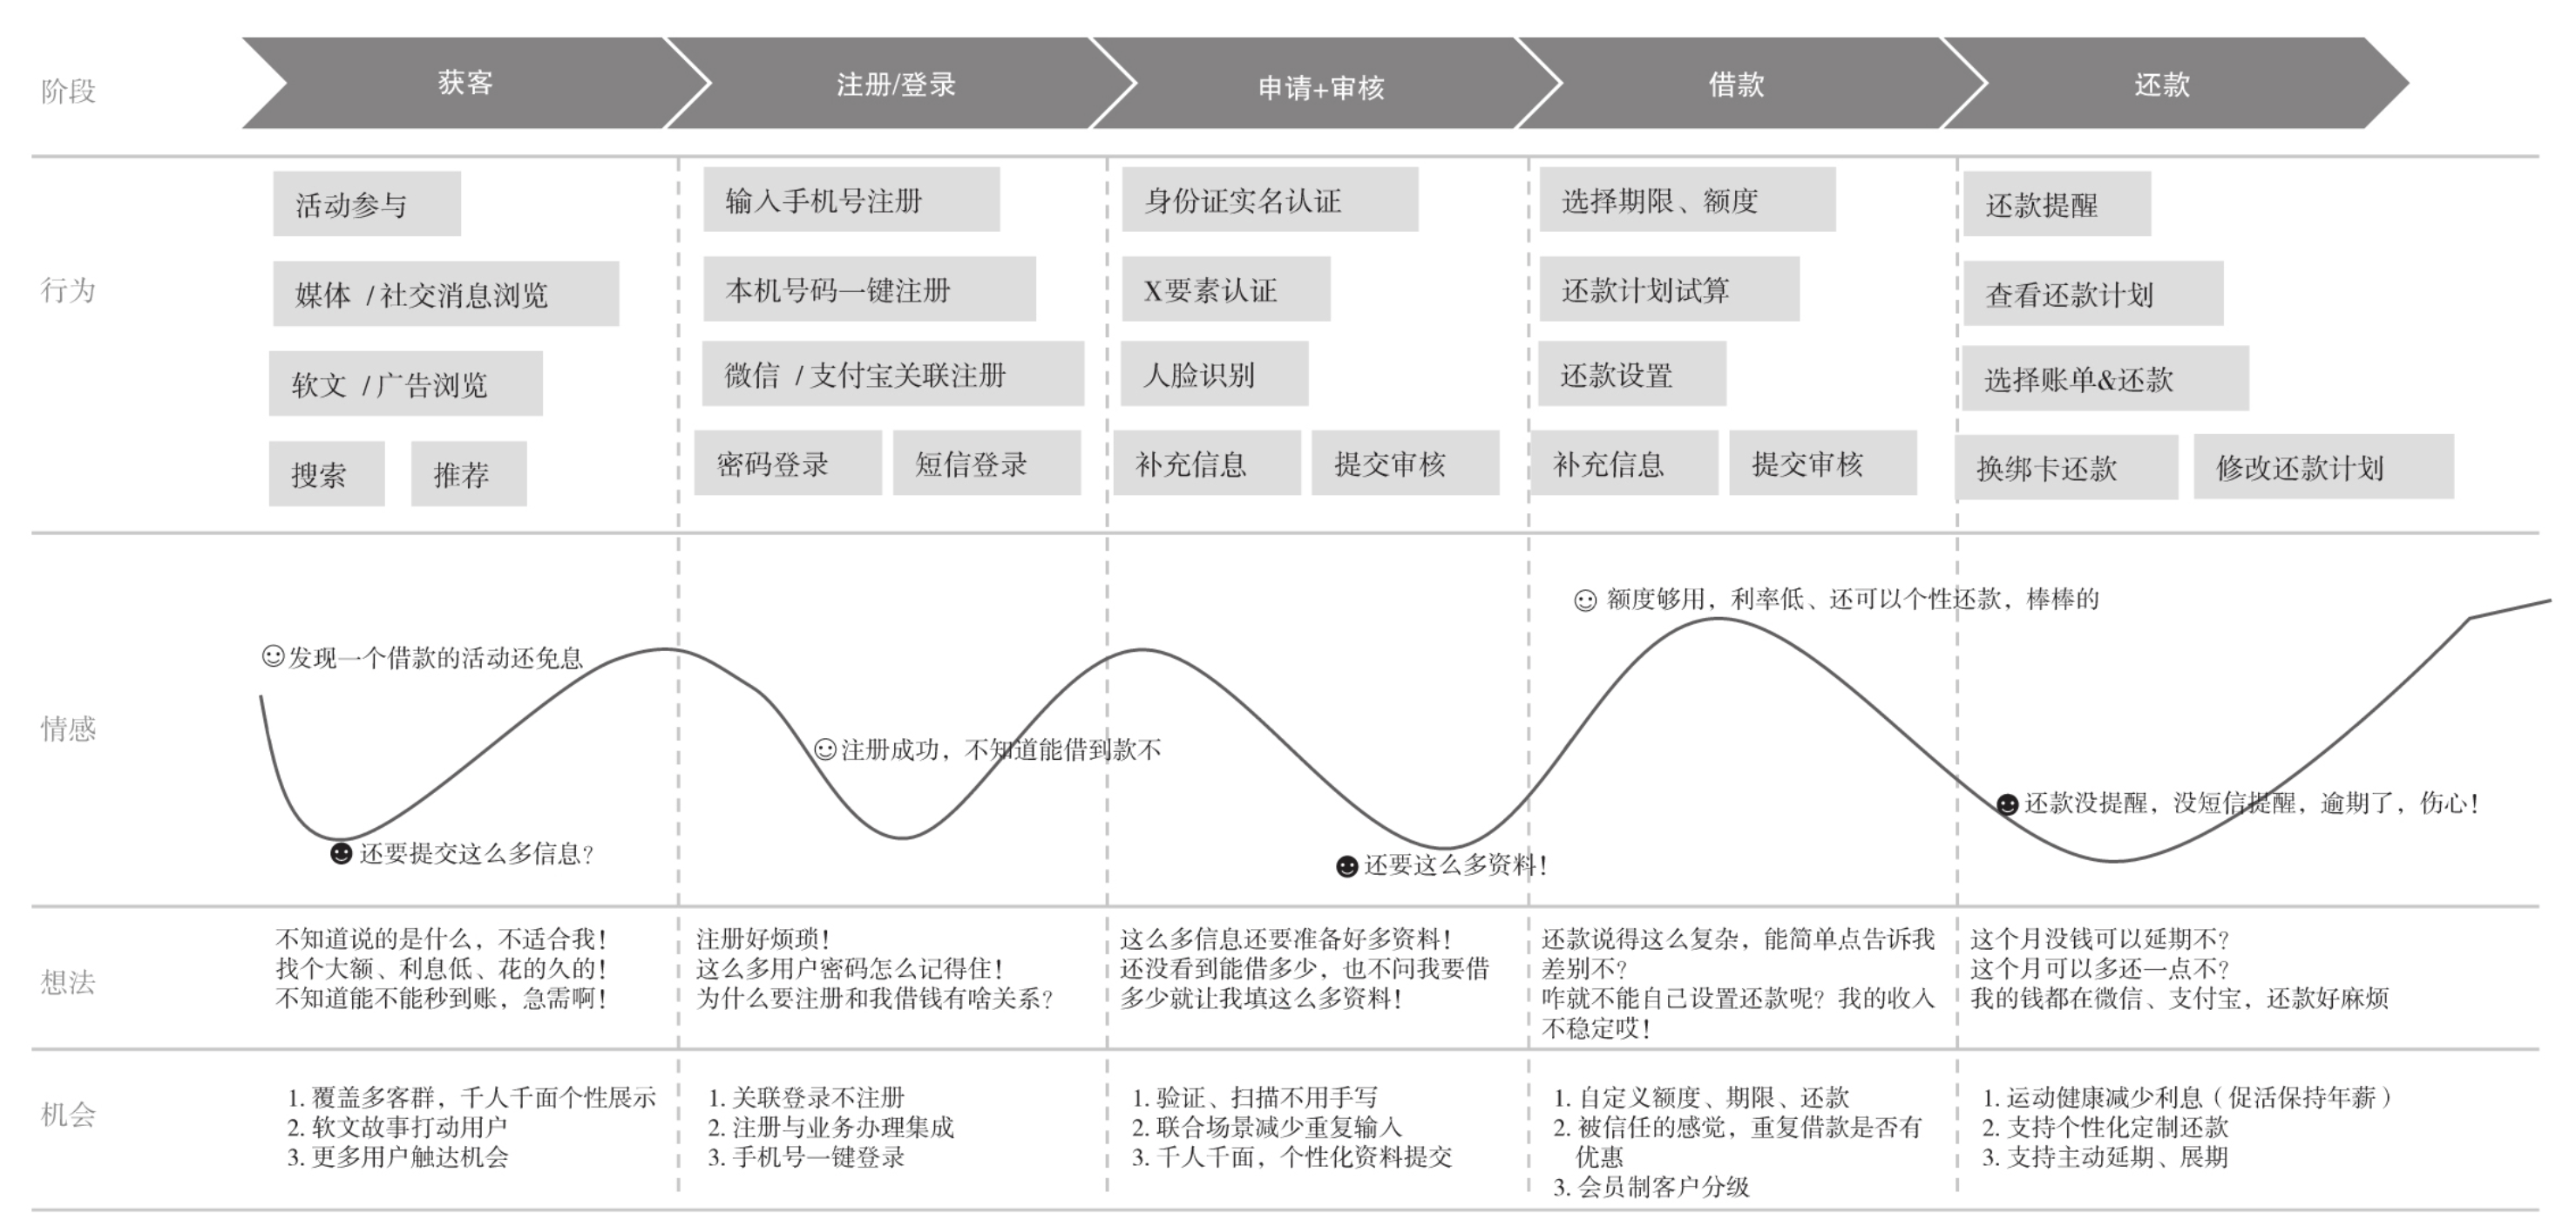 阶段
获客
注册/登录
申请+审核
借款
还款
行为
活动参与
媒体 /社交消息浏览
软文 /广告浏览
搜索
推荐
输入手机号注册
本机号码一键注册
微信 /支付宝关联注册
密码登录
短信登录
身份证实名认证
X要素认证
人脸识别
补充信息
提交审核
选择期限、额度
还款计划试算
还款设置
补充信息
提交审核
还款提醒
查看还款计划
选择账单&还款
换绑卡还款
修改还款计划
情感
发现一个借款的活动还免息
还要提交这么多信息？
注册成功，不知道能借到款不
还要这么多资料！
额度够用，利率低、还可以个性还款，棒棒的
还款没提醒，没短信提醒，逾期了，伤心！
想法
不知道说的是什么，不适合我！
找个大额、利息低、花的久的！
不知道能不能秒到账，急需啊！
注册好烦琐！
这么多用户密码怎么记得住！
为什么要注册和我借钱有啥关系？
这么多信息还要准备好多资料！
还没看到能借多少，也不问我要借
多少就让我填这么多资料！
还款说得这么复杂，能简单点告诉我
差别不？
咋就不能自己设置还款呢？我的收入
不稳定哎！
这个月没钱可以延期不？
这个月可以多还一点不？
我的钱都在微信、支付宝，还款好麻烦
机会
1. 覆盖多客群，千人千面个性展示
2. 软文故事打动用户
3. 更多用户触达机会
1. 关联登录不注册
2. 注册与业务办理集成
3. 手机号一键登录
1. 验证、扫描不用手写
2. 联合场景减少重复输入
3. 千人千面，个性化资料提交
1. 自定义额度、期限、还款
2. 被信任的感觉，重复借款是否有
优惠
3. 会员制客户分级
1. 运动健康减少利息（促活保持年薪）
2. 支持个性化定制还款
3. 支持主动延期、展期